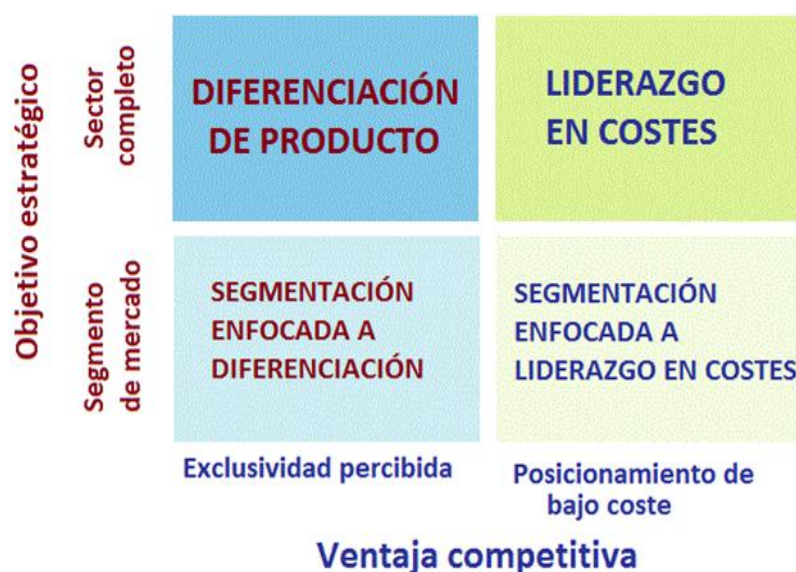 Objetivo estratégico
Sector
completo
DIFERENCIACIÓN
DE PRODUCTO
LIDERAZGO
EN COSTES
Segmento
de mercado
SEGMENTACIÓN
ENFOCADA A
DIFERENCIACIÓN
SEGMENTACIÓN
ENFOCADA A
LIDERAZGO EN COSTES
Exclusividad percibida
Posicionamiento de
bajo coste
Ventaja competitiva